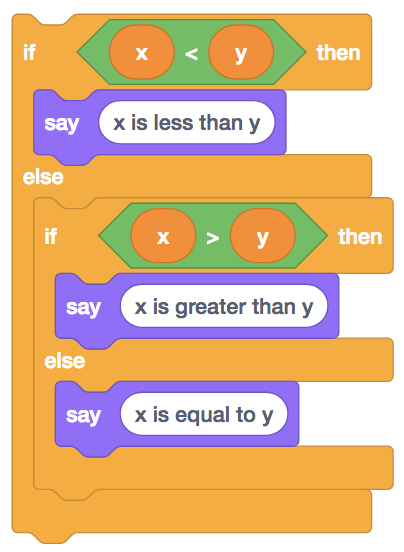 if x < y then
say x is less than y
else
if x > y then
say x is greater than y
else
say x is equal to y